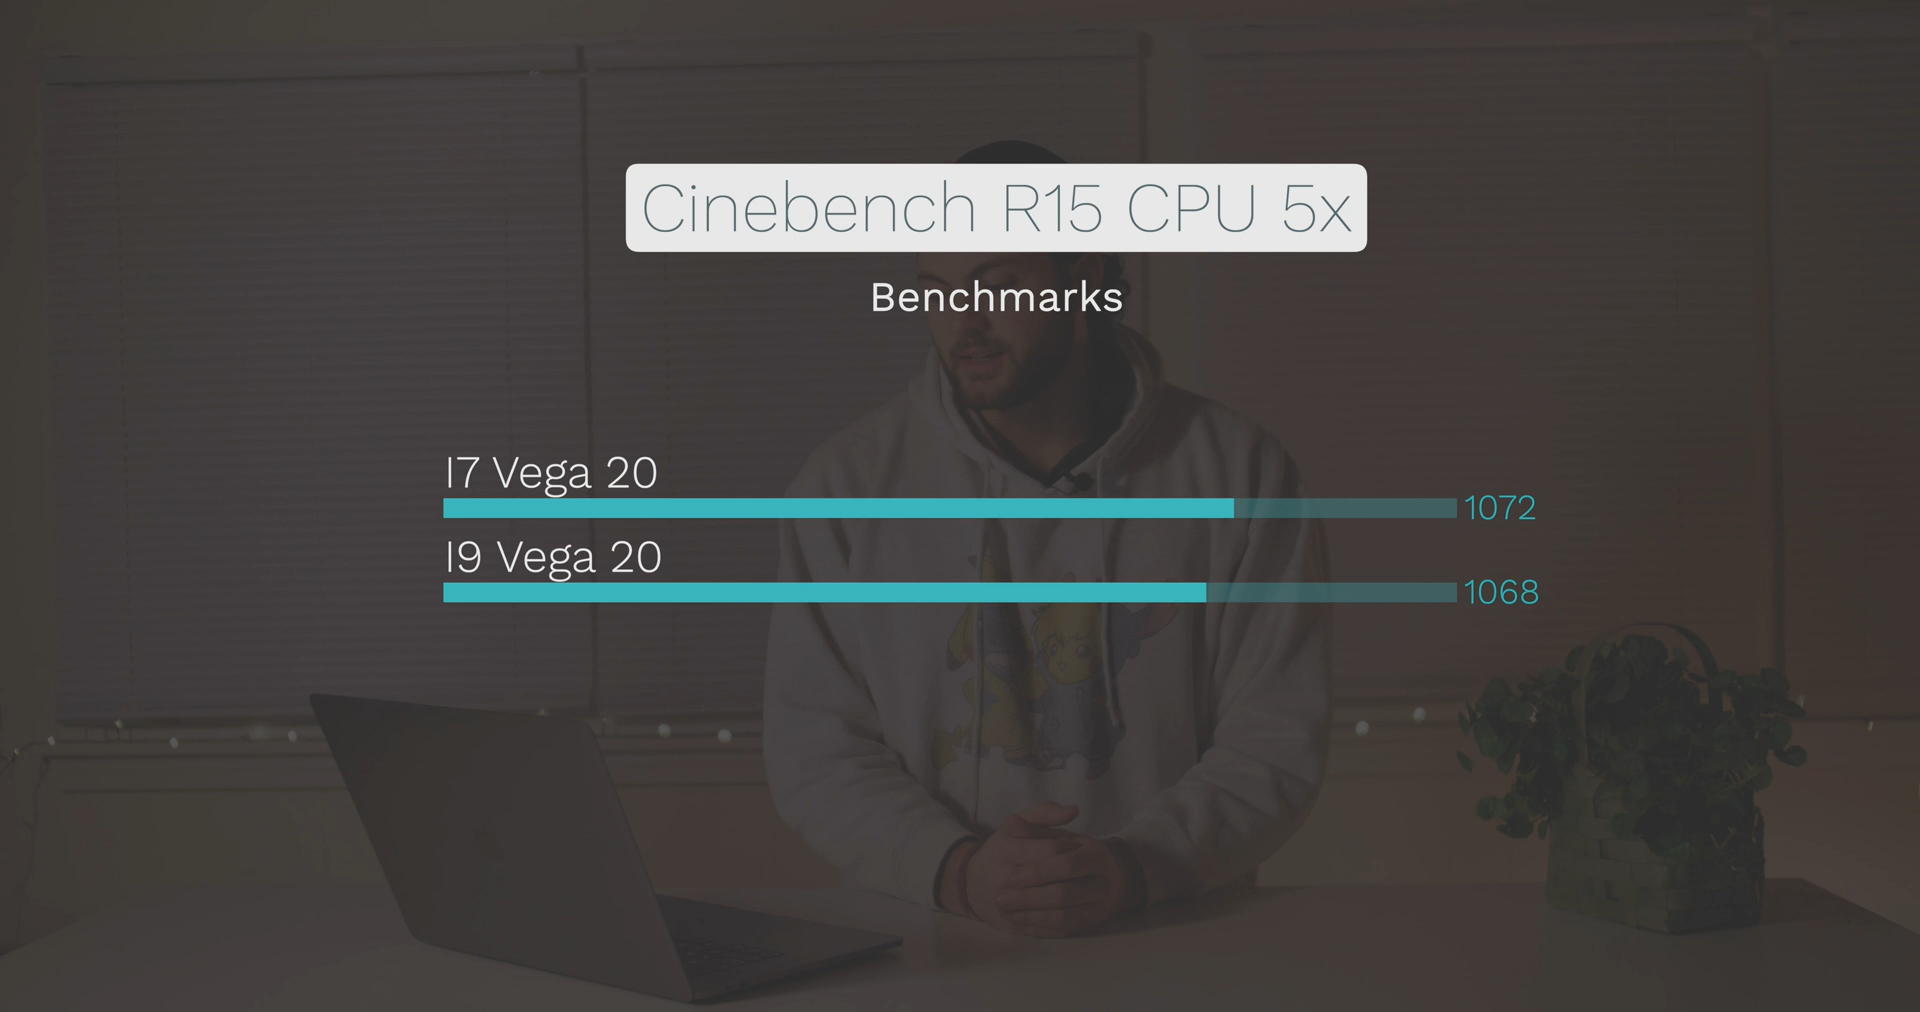 Cinebench R15 CPU 5x
Benchmarks
I7 Vega 20
1072
I9 Vega 20
1068